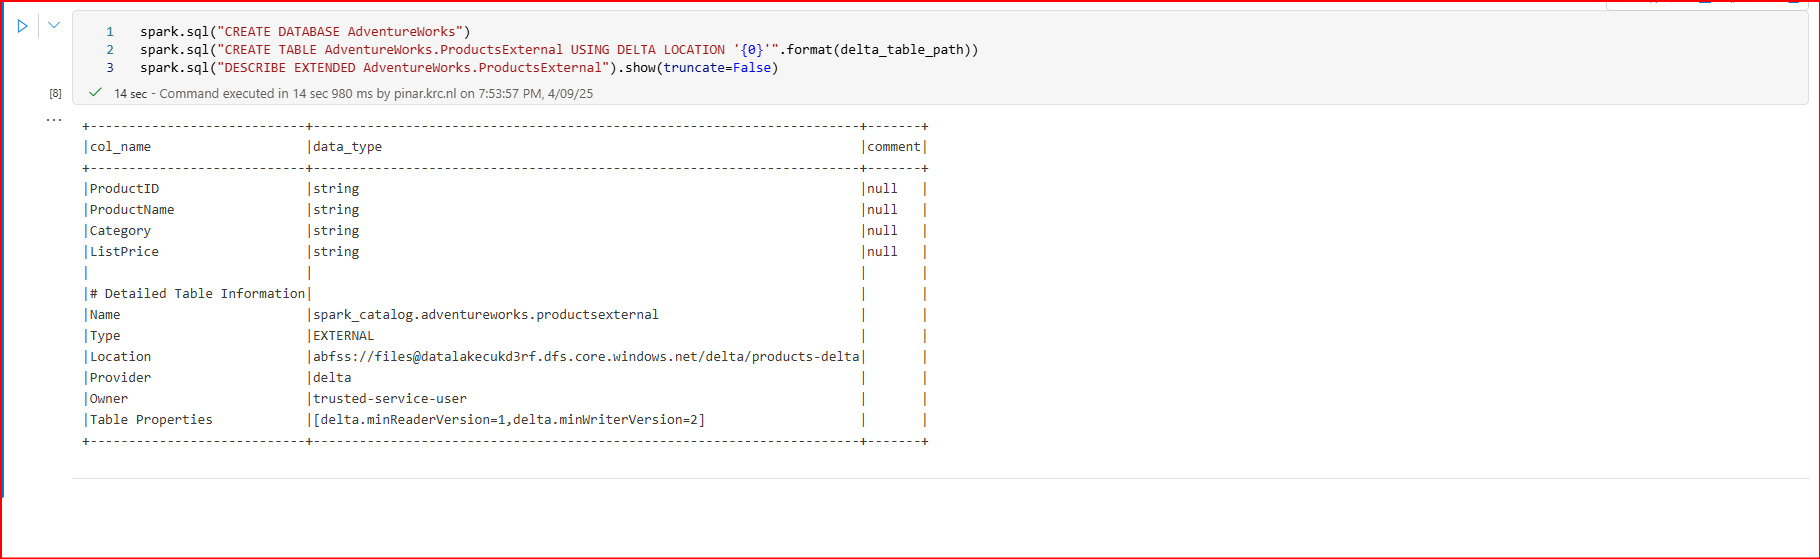 1 spark.sql("CREATE DATABASE AdventureWorks")
2 spark.sql("CREATE TABLE AdventureWorks.ProductsExternal USING DELTA LOCATION '{0}'".format(delta_table_path))
3 spark.sql("DESCRIBE EXTENDED AdventureWorks.ProductsExternal").show(truncate=False)
[8] 14 sec - Command executed in 14 sec 980 ms by pinar.krc.nl on 7:53:57 PM, 4/09/25
...
+----------------------------+-----------------------------------------------------------------------+-------+
|col_name                    |data_type                                                              |comment|
+----------------------------+-----------------------------------------------------------------------+-------+
|ProductID                   |string                                                                 |null   |
|ProductName                 |string                                                                 |null   |
|Category                    |string                                                                 |null   |
|ListPrice                   |string                                                                 |null   |
|                            |                                                                       |       |
|# Detailed Table Information|                                                                       |       |
|Name                        |spark_catalog.adventureworks.productsexternal                          |       |
|Type                        |EXTERNAL                                                               |       |
|Location                    |abfss://files@datalakecukd3rf.dfs.core.windows.net/delta/products-delta|       |
|Provider                    |delta                                                                  |       |
|Owner                       |trusted-service-user                                                   |       |
|Table Properties            |[delta.minReaderVersion=1,delta.minWriterVersion=2]                    |       |
+----------------------------+-----------------------------------------------------------------------+-------+